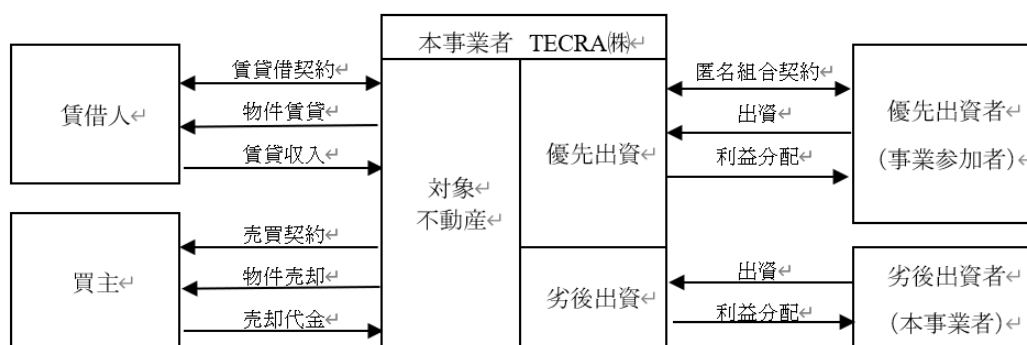 本事業者 TECRA㈱
賃借人
賃貸借契約
物件賃貸
賃貸収入
買主
売買契約
物件売却
売却代金
対象
不動産
優先出資
劣後出資
匿名組合契約
出資
利益分配
優先出資者
(事業参加者)
出資
利益分配
劣後出資者
(本事業者)